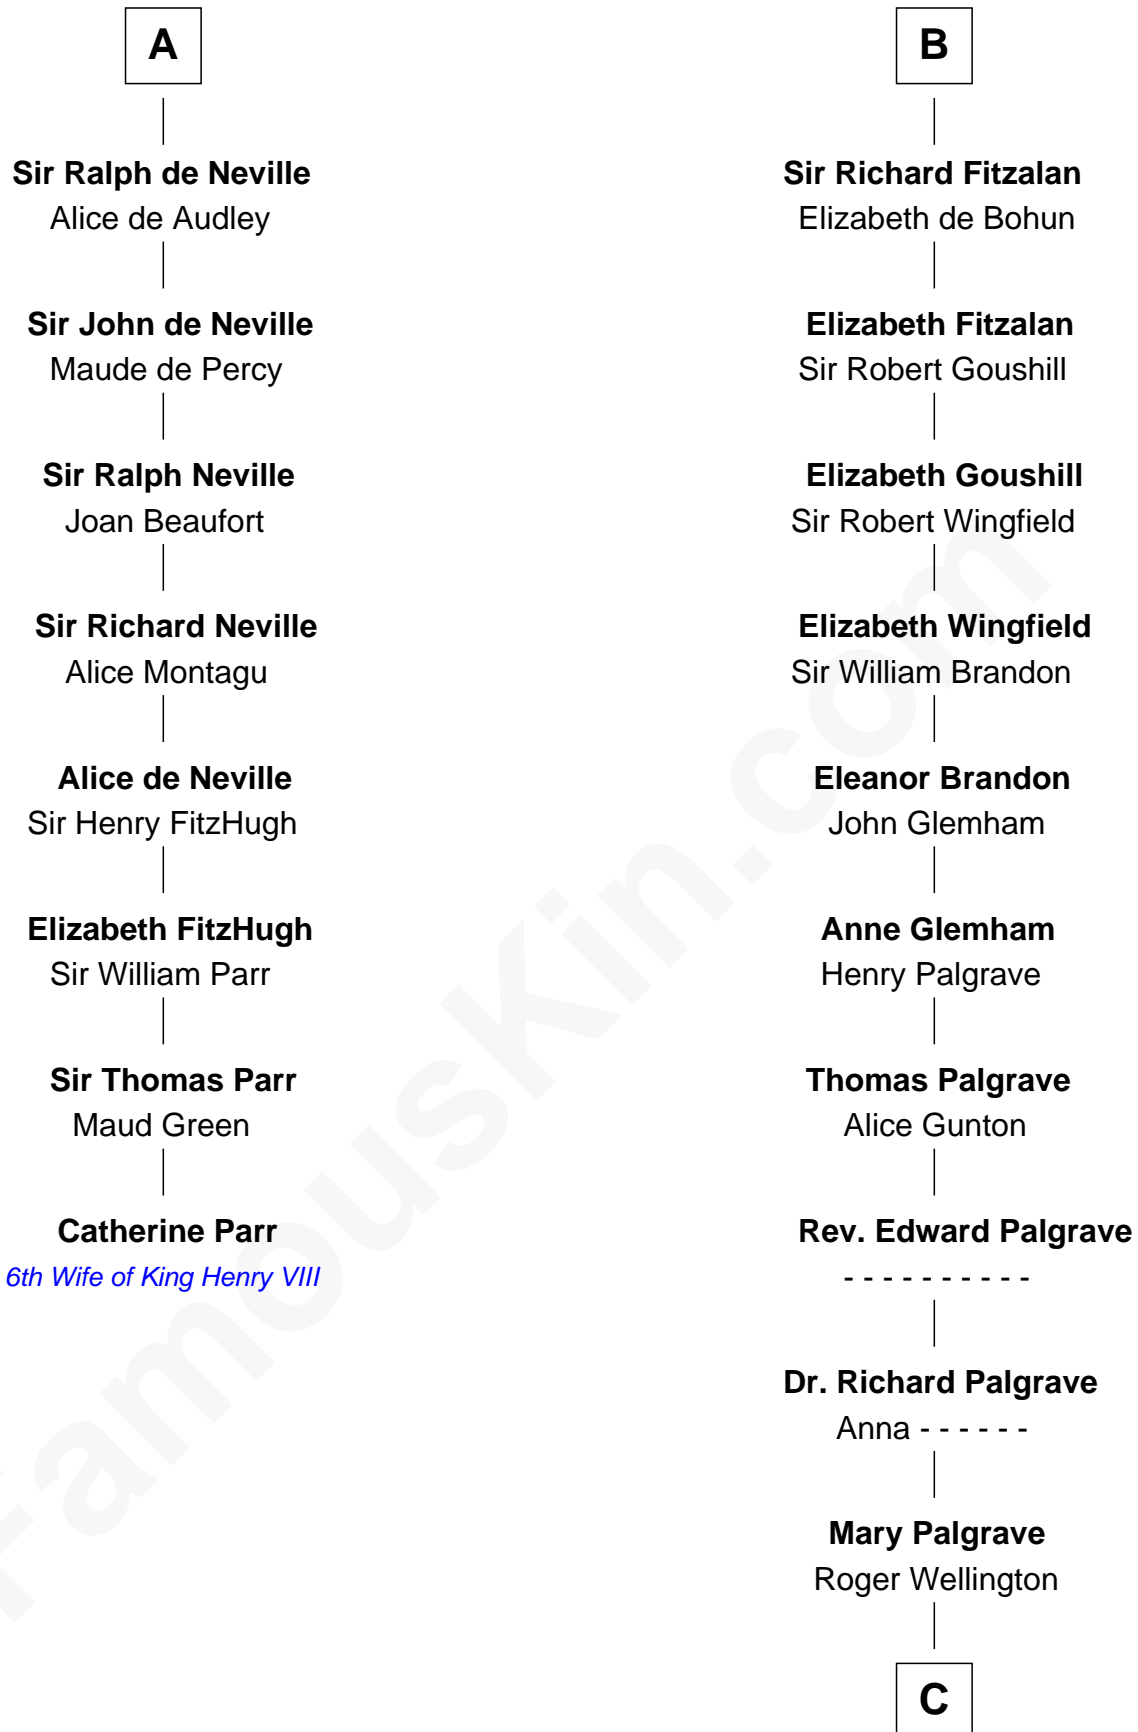 A
Sir Ralph de Neville
Alice de Audley
Sir John de Neville
Maude de Percy
Sir Ralph Neville
Joan Beaufort
Sir Richard Neville
Alice Montagu
Alice de Neville
Sir Henry FitzHugh
Elizabeth FitzHugh
Sir William Parr
Sir Thomas Parr
Maud Green
Catherine Parr
6th Wife of King Henry VIII
B
Sir Richard Fitzalan
Elizabeth de Bohun
Elizabeth Fitzalan
Sir Robert Goushill
Elizabeth Goushill
Sir Robert Wingfield
Elizabeth Wingfield
Sir William Brandon
Eleanor Brandon
John Glemham
Anne Glemham
Henry Palgrave
Thomas Palgrave
Alice Gunton
Rev. Edward Palgrave
- - - - - - - - - -
Dr. Richard Palgrave
Anna - - - - - -
Mary Palgrave
Roger Wellington
C
FamousKin.com